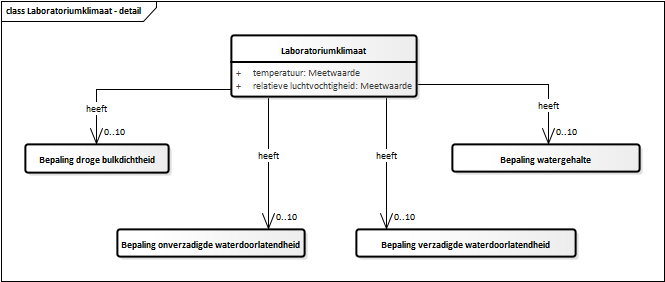 class Laboratoriumklimaat - detail
Laboratoriumklimaat
+ temperatuur: Meetwaarde
+ relatieve luchtvochtigheid: Meetwaarde
heeft
heeft
0..10
0..10
Bepaling droge bulkdichtheid
Bepaling watergehalte
heeft
heeft
0..10
0..10
Bepaling onverzadigde waterdoorlatendheid
Bepaling verzadigde waterdoorlatendheid